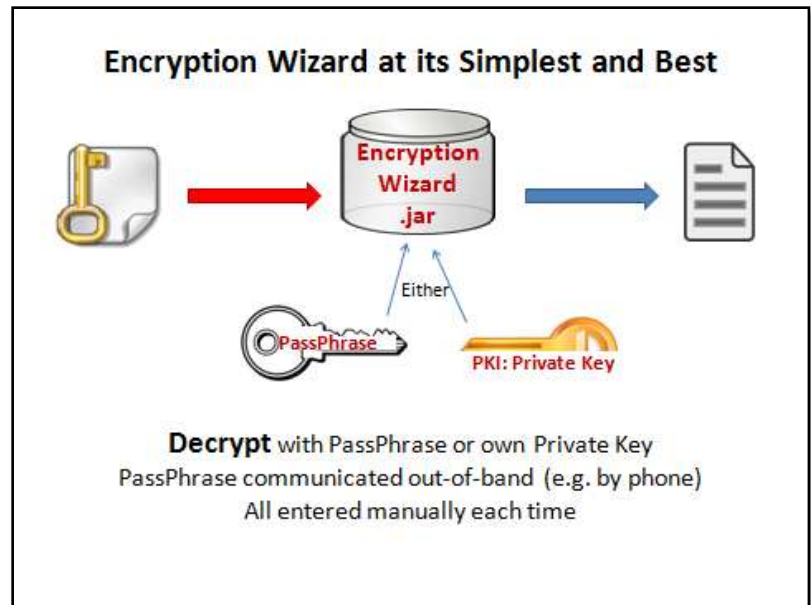 Encryption Wizard at its Simplest and Best
Encryption
Wizard
.jar
Either
PassPhrase
PKI: Private Key
Decrypt with PassPhrase or own Private Key
PassPhrase communicated out-of-band (e.g. by phone)
All entered manually each time